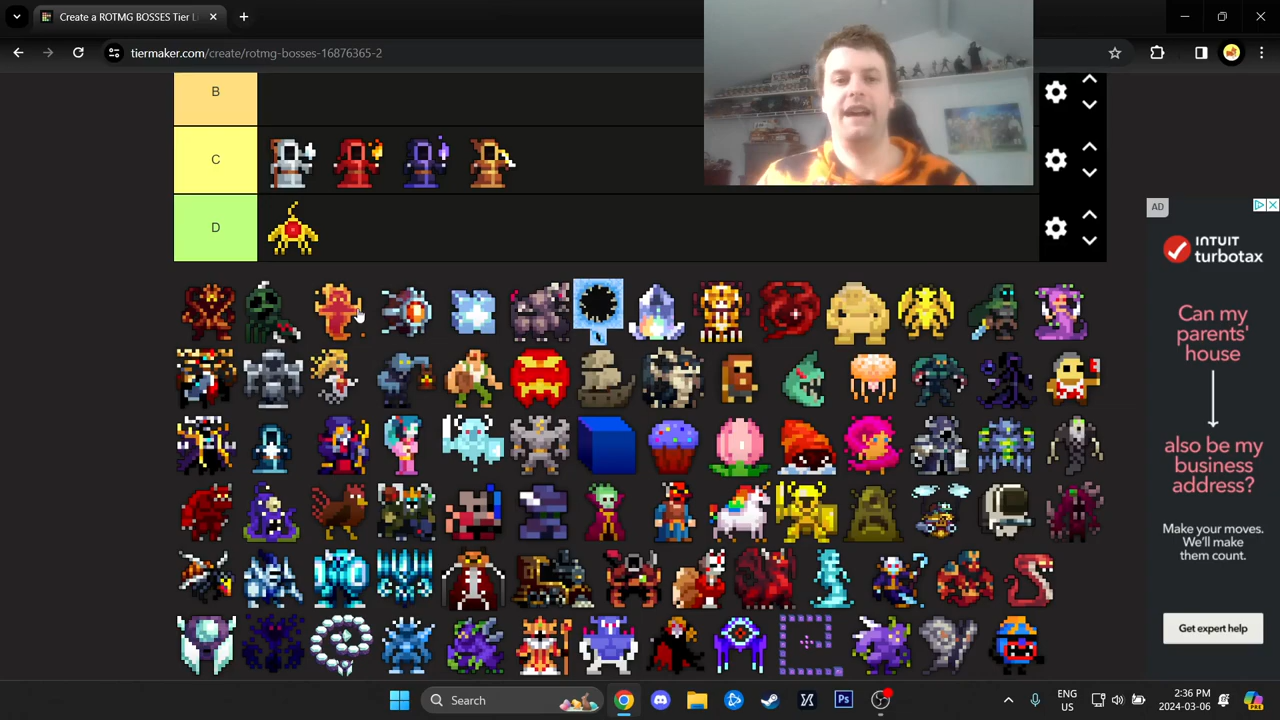 Create a ROTMG BOSSES Tier L
tiermaker.com/create/rotmg-bosses-16876365-2
B
C
D
AD
INTUIT
turbotax
Can my
parents'
house
also be my
business
address?
Make your moves.
We'll make
them count.
Get expert help
Search
ENG
US
2:36 PM
2024-03-06